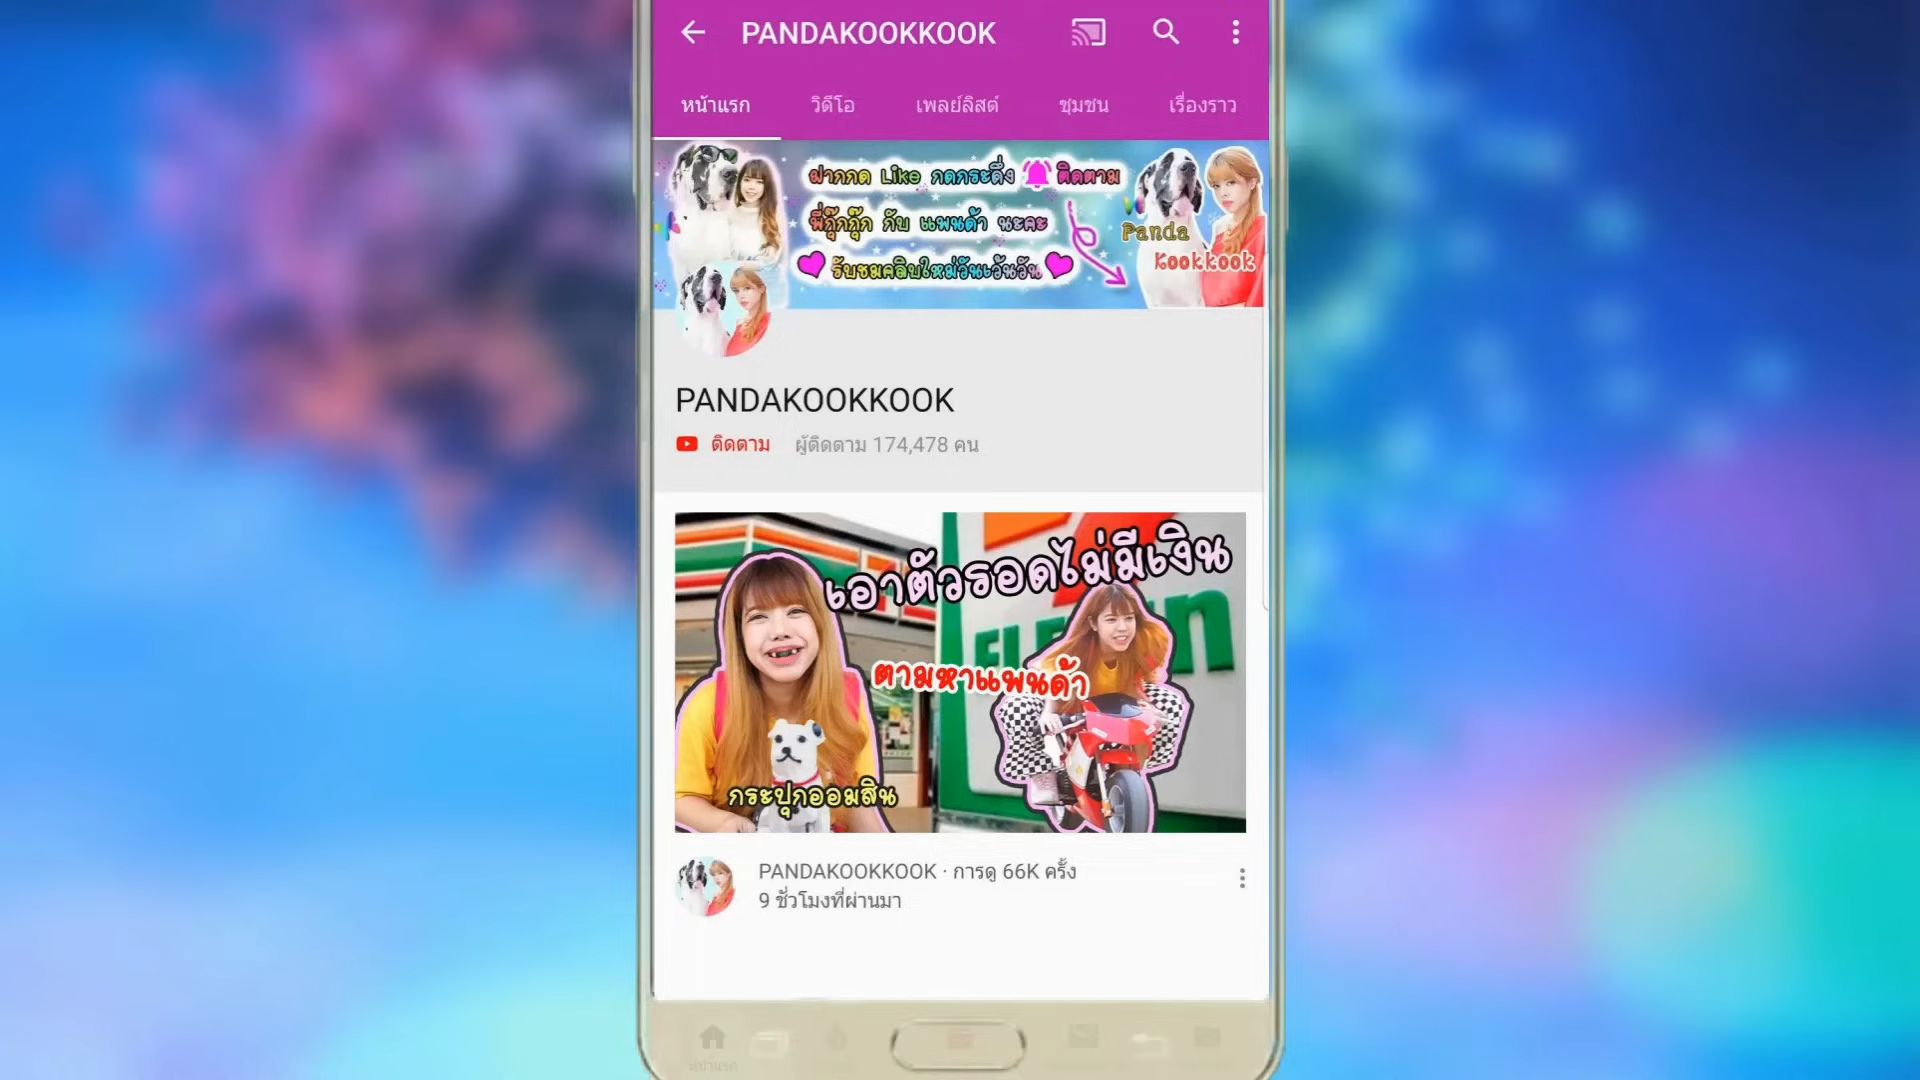 PANDAKOOKKOOK
หน้าแรก วิดีโอ เพลย์ลิสต์ ชุมชน เรื่องราว
ฝากกด Like กดกระดิ่ง ติดตาม
พี่กุ๊กกุ๊ก กับ แพนด้า นะคะ
รับชมคลิปใหม่วันเว้นวัน
Panda
Kookkook
PANDAKOOKKOOK
ติดตาม ผู้ติดตาม 174,478 คน
เอาตัวรอดไม่มีเงิน
ตามหาแพนด้า
กระปุกออมสิน
PANDAKOOKKOOK · การดู 66K ครั้ง
9 ชั่วโมงที่ผ่านมา
หน้าแรก